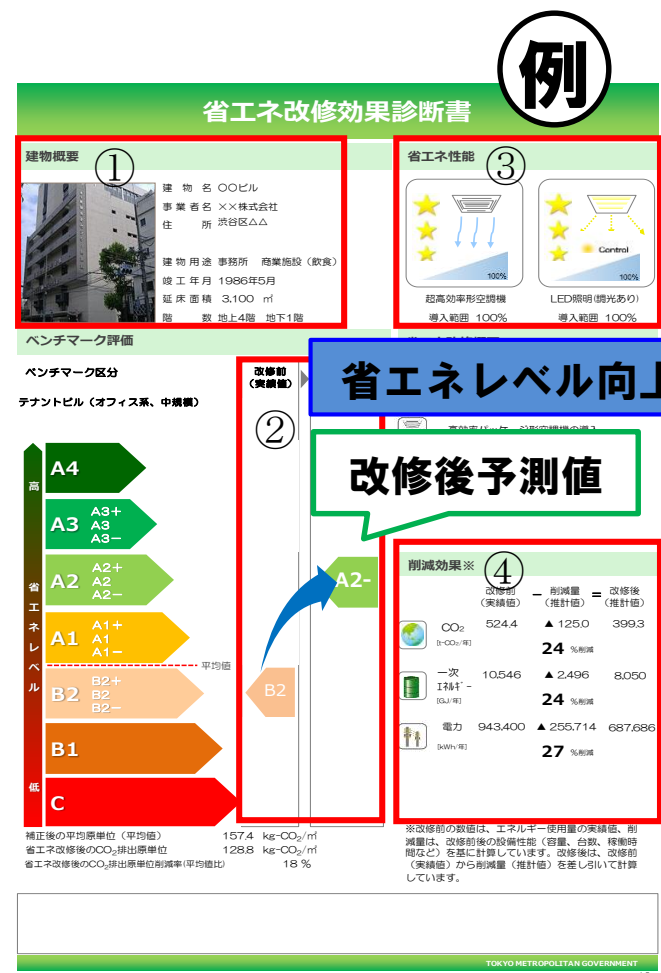 例
省エネ改修効果診断書
建物概要
①
建物名 〇〇ビル
事業者名 ××株式会社
住所 渋谷区△△
建物用途 事務所 商業施設（飲食）
竣工年月 1986年5月
延床面積 3,100 ㎡
階数 地上4階 地下1階
省エネ性能
③
100%
超高効率形空調機
導入範囲 100%
Control
100%
LED照明(調光あり)
導入範囲 100%
ベンチマーク評価
ベンチマーク区分
テナントビル（オフィス系、中規模）
改修前
（実績値）
②
省エネレベル向上
改修後予測値
高
省エネレベル
低
A4
A3
A3+
A3
A3−
A2
A2+
A2
A2−
A1
A1+
A1
A1−
平均値
B2
B2+
B2
B2−
B1
C
B2
A2-
削減効果※
④
改修前
（実績値）
− 削減量
（推計値）
= 改修後
（推計値）
CO₂
[t-CO₂/年]
524.4 ▲ 125.0 399.3
24 %削減
一次
ｴﾈﾙｷﾞｰ
[GJ/年]
10,546 ▲ 2,496 8,050
24 %削減
電力
[kWh/年]
943,400 ▲ 255,714 687,686
27 %削減
補正後の平均原単位（平均値） 157.4 kg-CO₂/㎡
省エネ改修後のCO₂排出原単位 128.8 kg-CO₂/㎡
省エネ改修後のCO₂排出原単位削減率(平均値比) 18 %
※改修前の数値は、エネルギー使用量の実績値、削
減量は、改修前後の設備性能（容量、台数、稼働時
間など）を基に計算しています。改修後は、改修前
（実績値）から削減量（推計値）を差し引いて計算
しています。
TOKYO METROPOLITAN GOVERNMENT